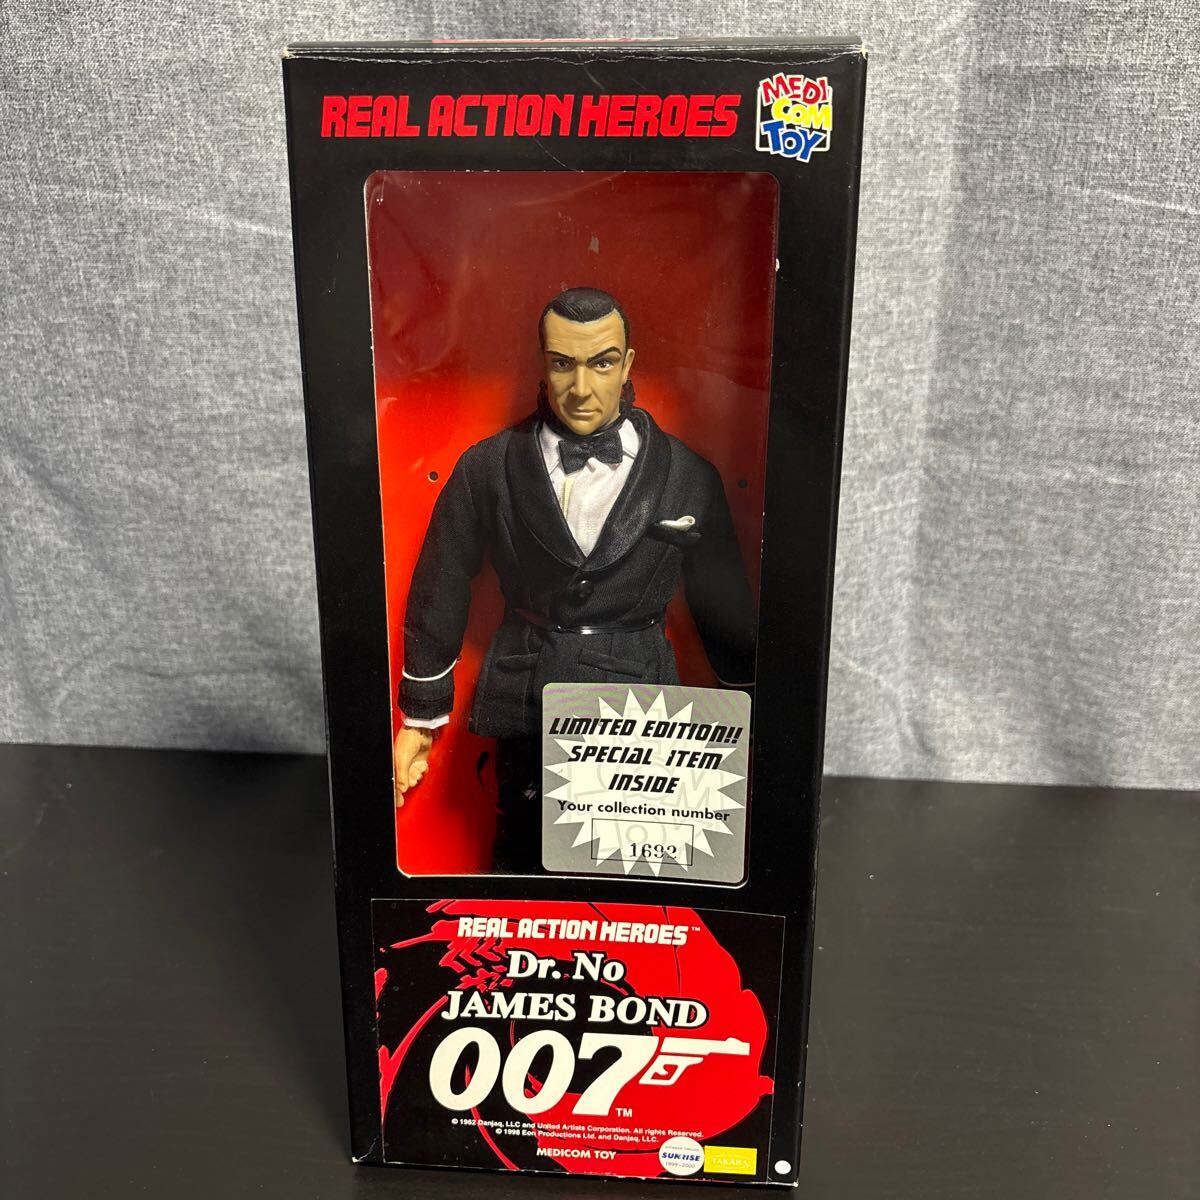 REAL ACTION HEROES
MEDI
COM
TOY
LIMITED EDITION!!
SPECIAL ITEM
INSIDE
Your collection number
1692
REAL ACTION HEROES™
Dr. No
JAMES BOND
007
TM
© 1962 Danjaq, LLC and United Artists Corporation. All rights Reserved.
© 1998 Eon Productions Ltd. and Danjaq, LLC.
MEDICOM TOY
SUNRISE
1999-2000
TAKARA